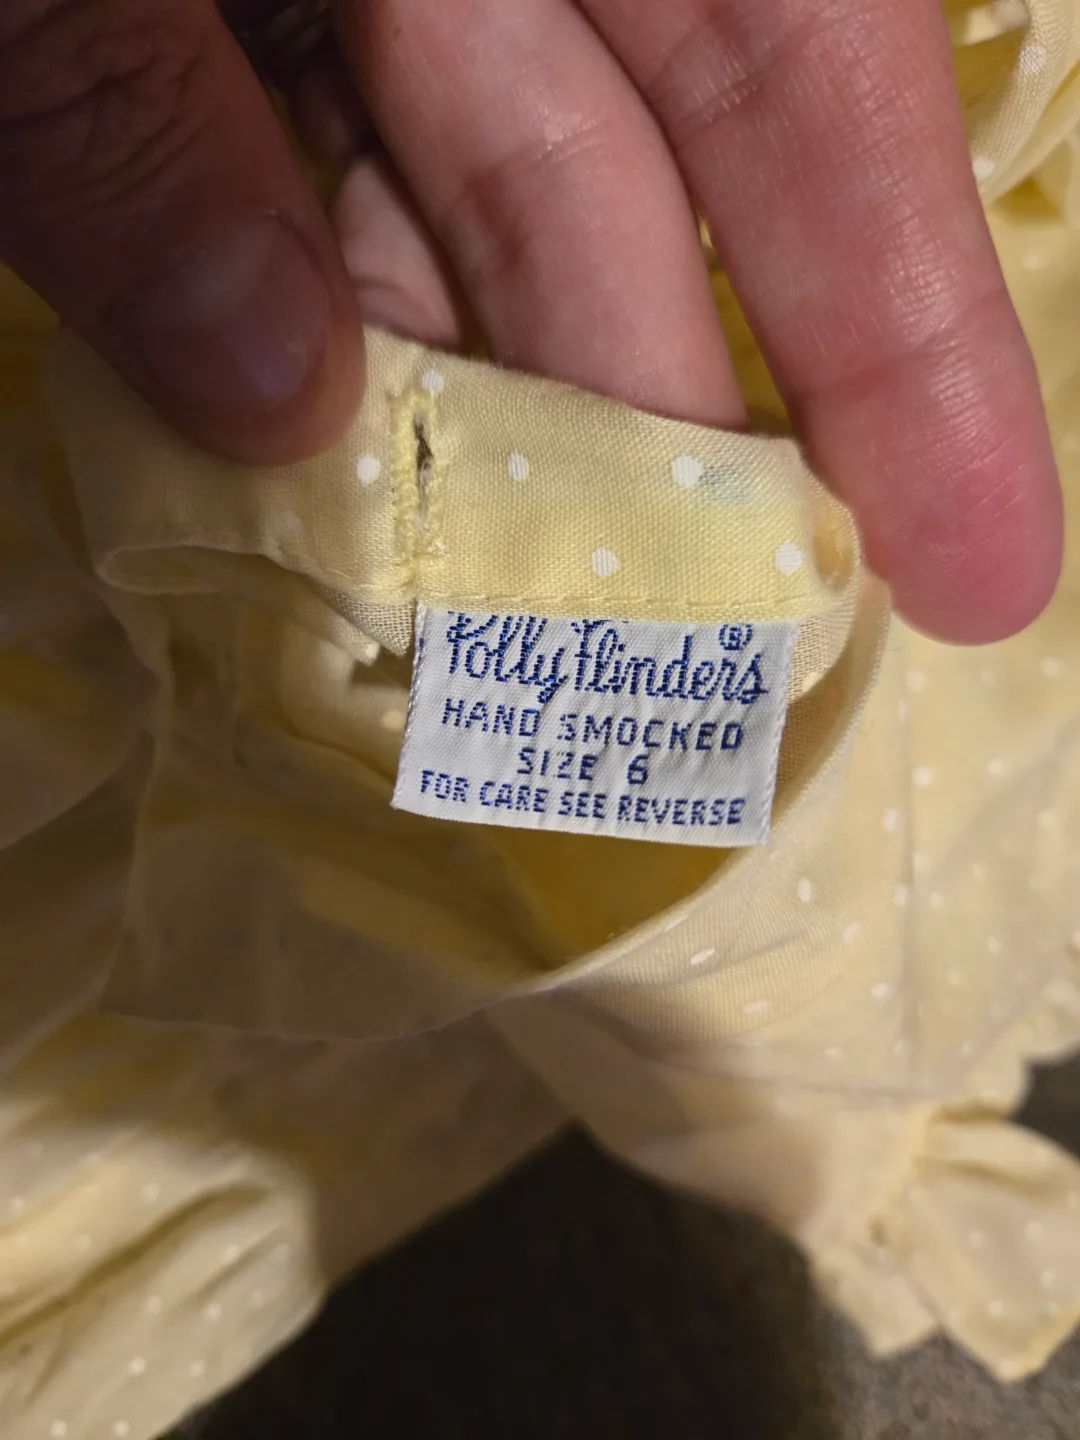 Polly Flinders®
HAND SMOCKED
SIZE 6
FOR CARE SEE REVERSE